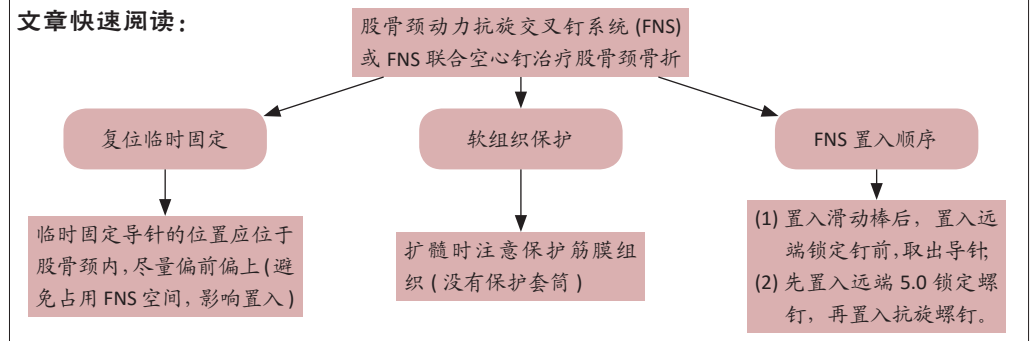 文章快速阅读：
股骨颈动力抗旋交叉钉系统 (FNS)
或 FNS 联合空心钉治疗股骨颈骨折
复位临时固定
软组织保护
FNS 置入顺序
临时固定导针的位置应位于
股骨颈内，尽量偏前偏上 ( 避
免占用 FNS 空间，影响置入 )
扩髓时注意保护筋膜组
织 ( 没有保护套筒 )
(1) 置入滑动棒后，置入远
端锁定钉前，取出导针;
(2) 先置入远端 5.0 锁定螺
钉，再置入抗旋螺钉。